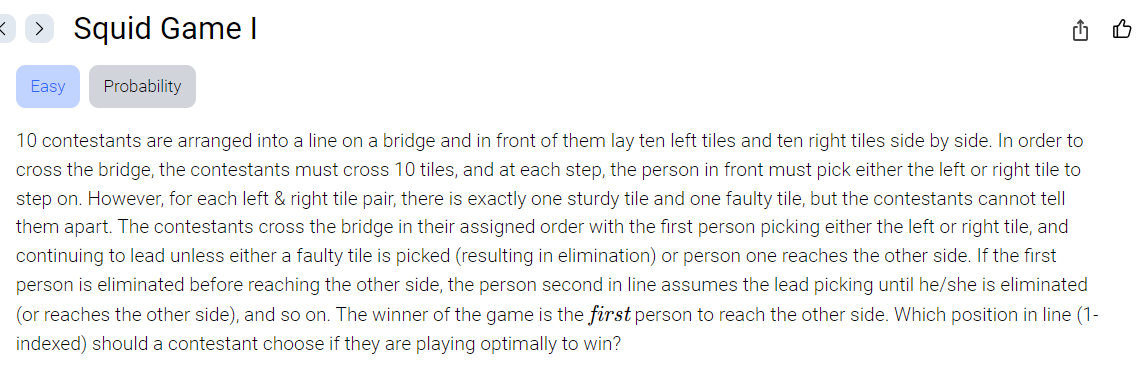 Squid Game I
Easy
Probability
10 contestants are arranged into a line on a bridge and in front of them lay ten left tiles and ten right tiles side by side. In order to
cross the bridge, the contestants must cross 10 tiles, and at each step, the person in front must pick either the left or right tile to
step on. However, for each left & right tile pair, there is exactly one sturdy tile and one faulty tile, but the contestants cannot tell
them apart. The contestants cross the bridge in their assigned order with the first person picking either the left or right tile, and
continuing to lead unless either a faulty tile is picked (resulting in elimination) or person one reaches the other side. If the first
person is eliminated before reaching the other side, the person second in line assumes the lead picking until he/she is eliminated
(or reaches the other side), and so on. The winner of the game is the first person to reach the other side. Which position in line (1-
indexed) should a contestant choose if they are playing optimally to win?